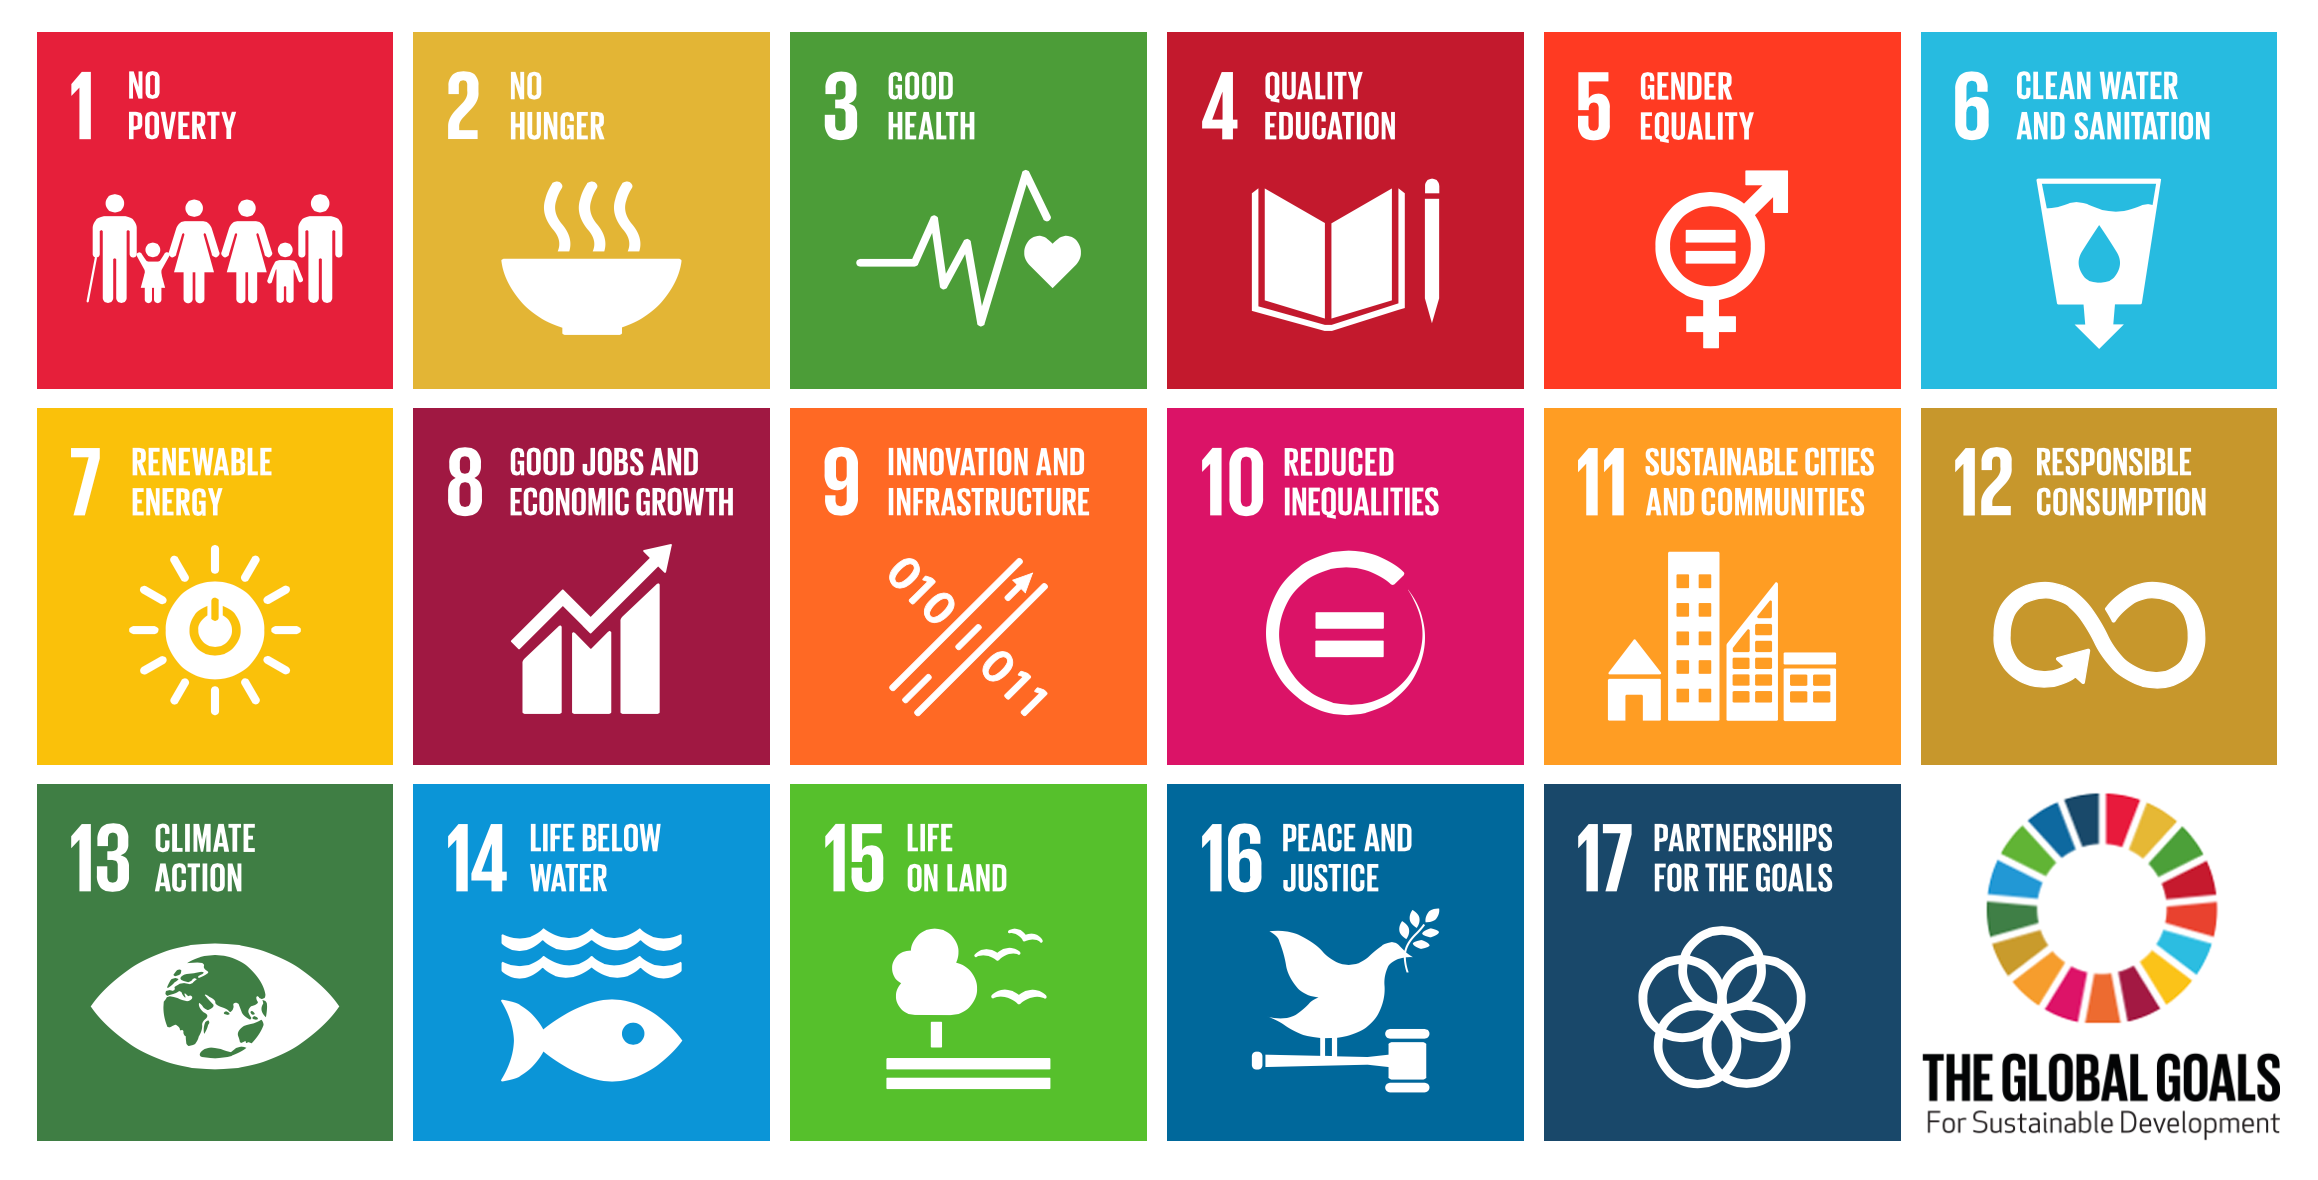 1 NO
POVERTY
2 NO
HUNGER
3 GOOD
HEALTH
4 QUALITY
EDUCATION
5 GENDER
EQUALITY
6 CLEAN WATER
AND SANITATION
7 RENEWABLE
ENERGY
8 GOOD JOBS AND
ECONOMIC GROWTH
9 INNOVATION AND
INFRASTRUCTURE
010
011
10 REDUCED
INEQUALITIES
11 SUSTAINABLE CITIES
AND COMMUNITIES
12 RESPONSIBLE
CONSUMPTION
13 CLIMATE
ACTION
14 LIFE BELOW
WATER
15 LIFE
ON LAND
16 PEACE AND
JUSTICE
17 PARTNERSHIPS
FOR THE GOALS
THE GLOBAL GOALS
For Sustainable Development